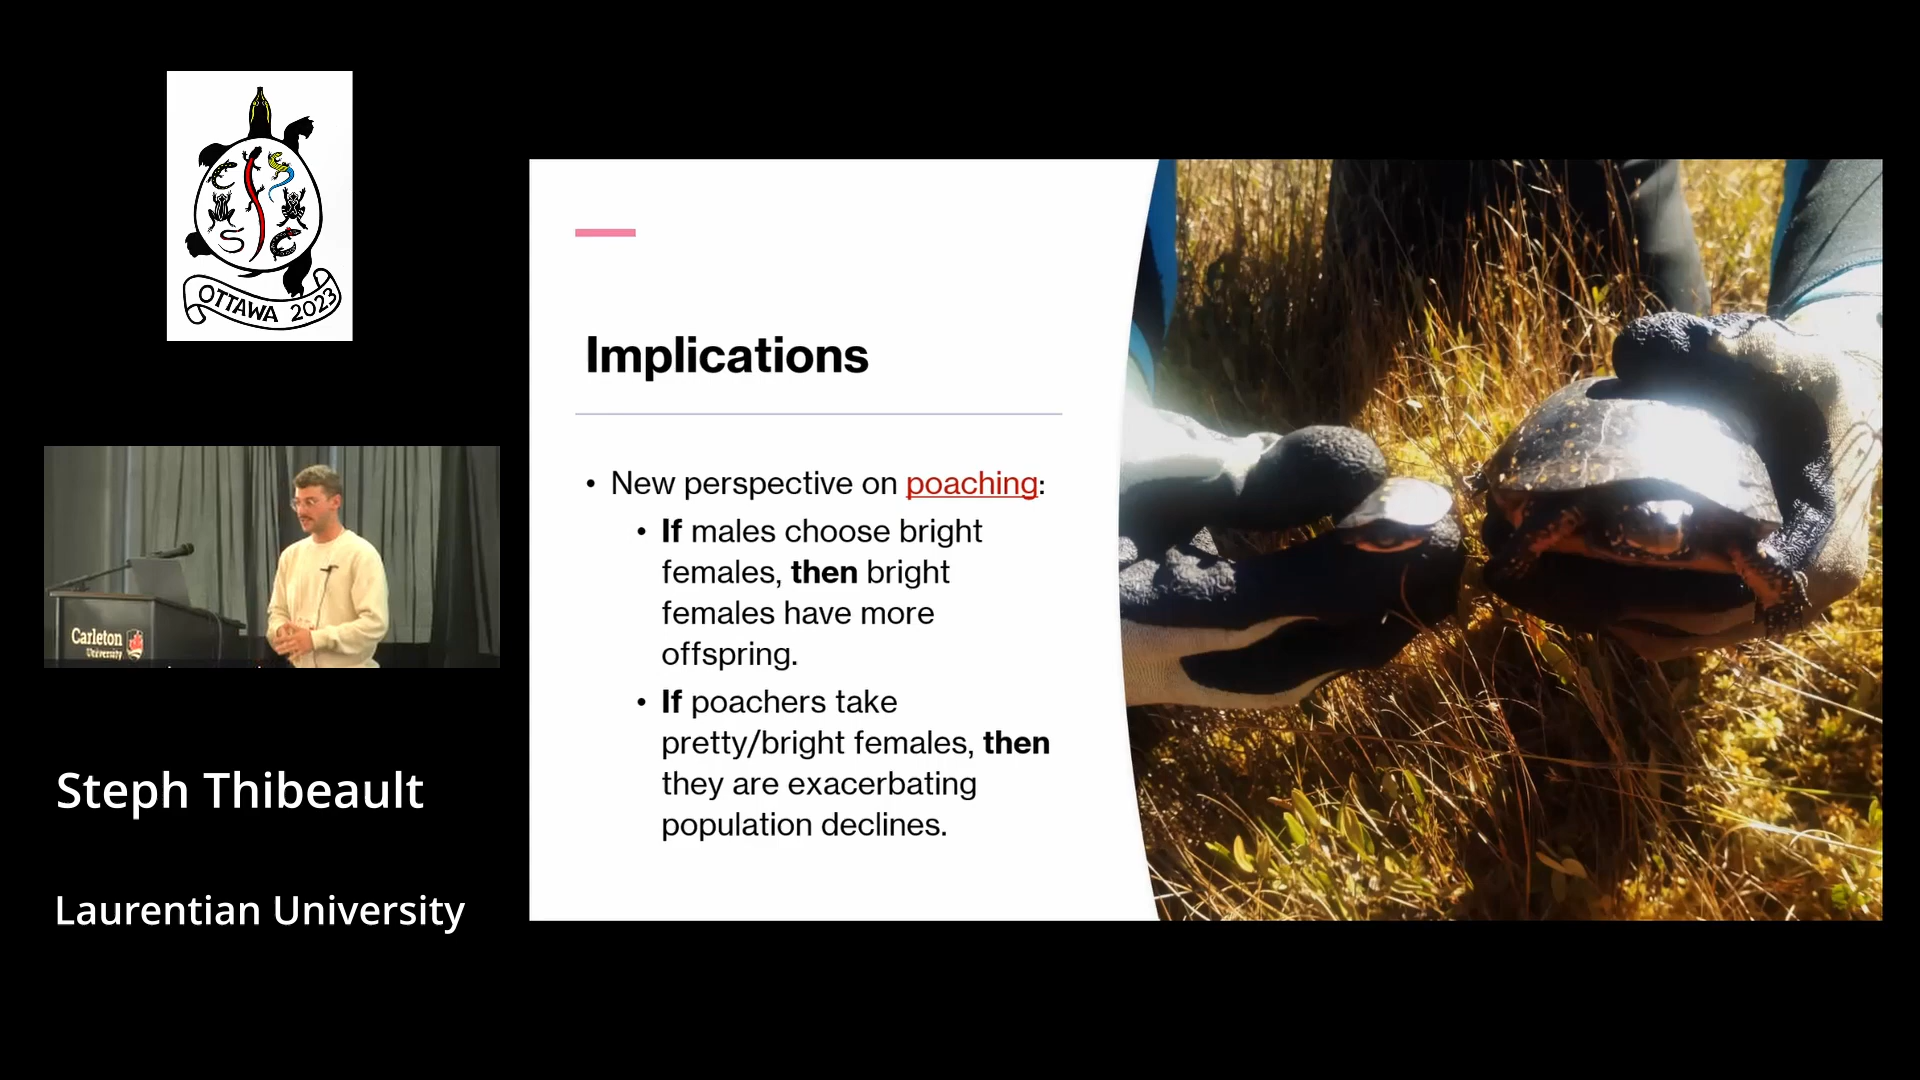 OTTAWA 2023
Carleton
University
Steph Thibeault
Laurentian University
Implications
• New perspective on poaching:
• If males choose bright
females, then bright
females have more
offspring.
• If poachers take
pretty/bright females, then
they are exacerbating
population declines.